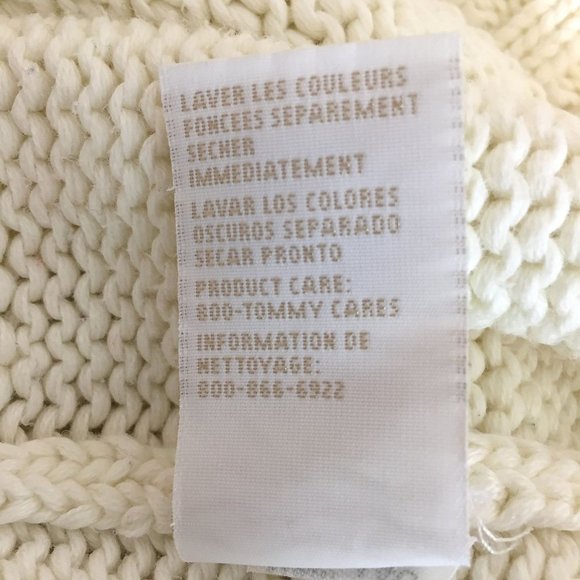 LAVER LES COULEURS
FONCEES SEPAREMENT
SECHER
IMMEDIATEMENT
LAVAR LOS COLORES
OSCUROS SEPARADO
SECAR PRONTO
PRODUCT CARE:
800-TOMMY CARES
INFORMATION DE
NETTOYAGE:
800-866-6922